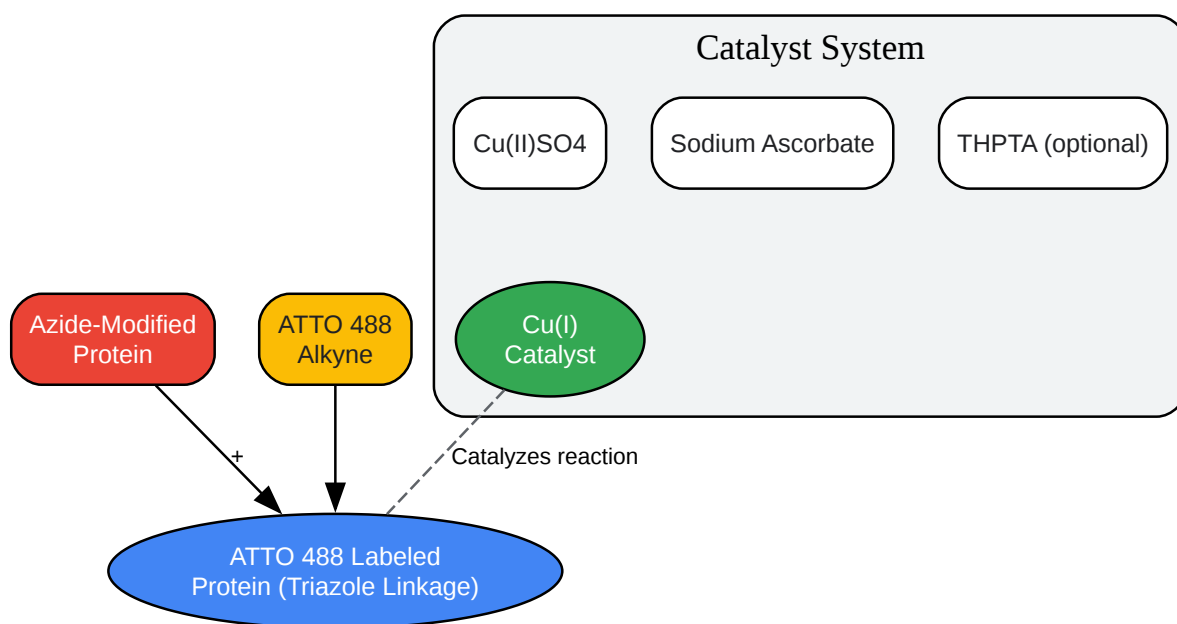 Catalyst System
Cu(II)SO4
Sodium Ascorbate
THPTA (optional)
Azide-Modified
Protein
ATTO 488
Alkyne
Cu(I)
Catalyst
+
Catalyzes reaction
ATTO 488 Labeled
Protein (Triazole Linkage)